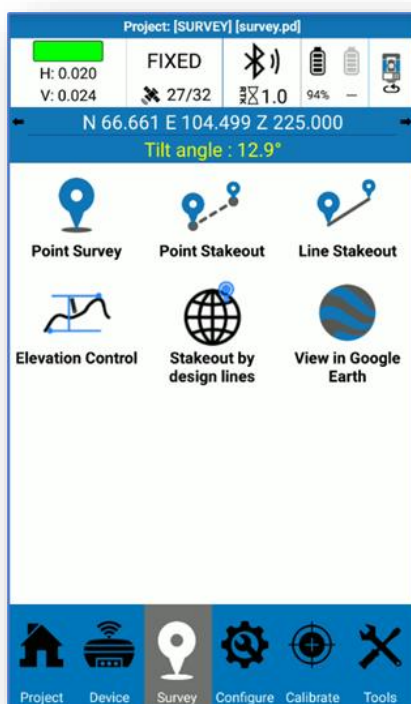 Project: [SURVEY] [survey.pd]
FIXED
H: 0.020
V: 0.024
27/32
RTK 1.0
94%
–
N 66.661 E 104.499 Z 225.000
Tilt angle : 12.9°
Point Survey
Point Stakeout
Line Stakeout
Elevation Control
Stakeout by
design lines
View in Google
Earth
Project
Device
Survey
Configure
Calibrate
Tools